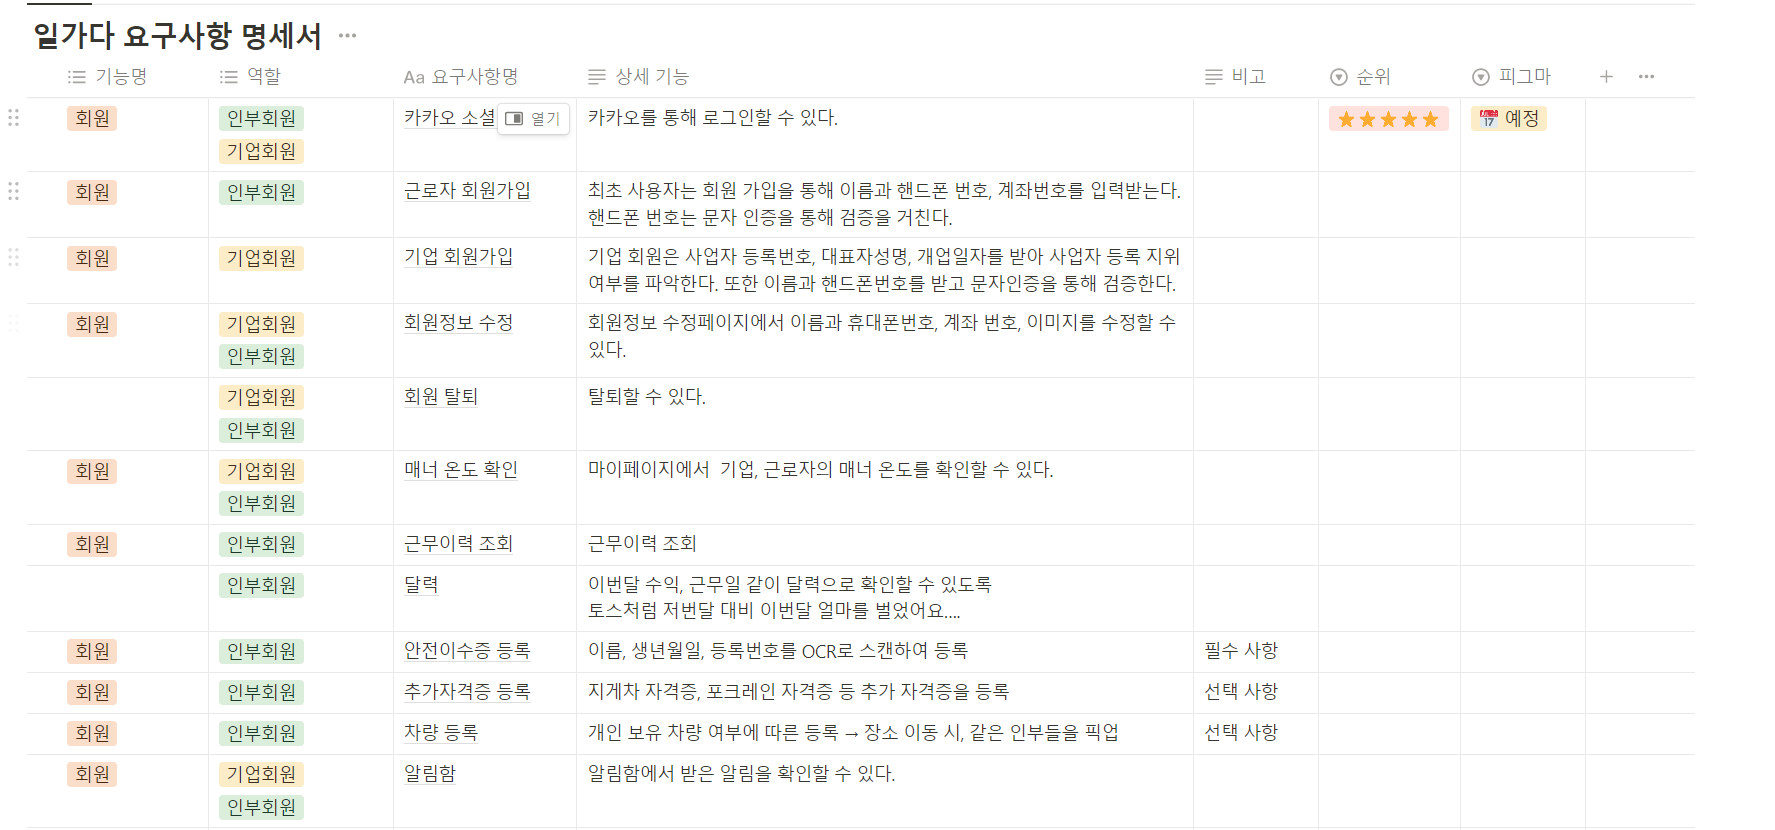 일가다 요구사항 명세서
기능명 역할 Aa 요구사항명 상세 기능 비고 순위 피그마
회원 인부회원 카카오 소셜 열기 카카오를 통해 로그인할 수 있다. 예정
기업회원
회원 인부회원 근로자 회원가입 최초 사용자는 회원 가입을 통해 이름과 핸드폰 번호, 계좌번호를 입력받는다.
핸드폰 번호는 문자 인증을 통해 검증을 거친다.
회원 기업회원 기업 회원가입 기업 회원은 사업자 등록번호, 대표자성명, 개업일자를 받아 사업자 등록 지위
여부를 파악한다. 또한 이름과 핸드폰번호를 받고 문자인증을 통해 검증한다.
회원 기업회원 회원정보 수정 회원정보 수정페이지에서 이름과 휴대폰번호, 계좌 번호, 이미지를 수정할 수
인부회원 있다.
기업회원 회원 탈퇴 탈퇴할 수 있다.
인부회원
회원 기업회원 매너 온도 확인 마이페이지에서 기업, 근로자의 매너 온도를 확인할 수 있다.
인부회원
회원 인부회원 근무이력 조회 근무이력 조회
인부회원 달력 이번달 수익, 근무일 같이 달력으로 확인할 수 있도록
토스처럼 저번달 대비 이번달 얼마를 벌었어요....
회원 인부회원 안전이수증 등록 이름, 생년월일, 등록번호를 OCR로 스캔하여 등록 필수 사항
회원 인부회원 추가자격증 등록 지게차 자격증, 포크레인 자격증 등 추가 자격증을 등록 선택 사항
회원 인부회원 차량 등록 개인 보유 차량 여부에 따른 등록 → 장소 이동 시, 같은 인부들을 픽업 선택 사항
회원 기업회원 알림함 알림함에서 받은 알림을 확인할 수 있다.
인부회원